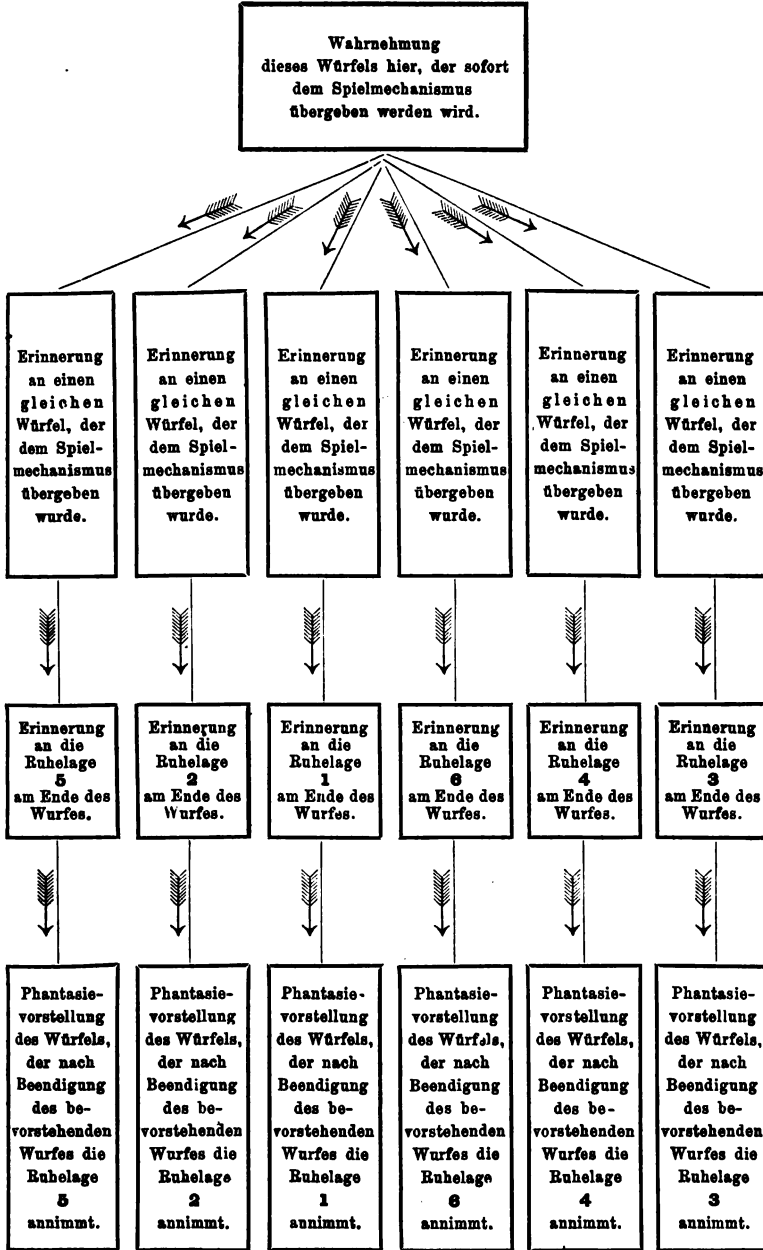 Wahrnehmung
dieses Würfels hier, der sofort
dem Spielmechanismus
übergeben werden wird.
Erinnerung
an einen
gleichen
Würfel, der
dem Spiel-
mechanismus
übergeben
wurde.
Erinnerung
an einen
gleichen
Würfel, der
dem Spiel-
mechanismus
übergeben
wurde.
Erinnerung
an einen
gleichen
Würfel, der
dem Spiel-
mechanismus
übergeben
wurde.
Erinnerung
an einen
gleichen
Würfel, der
dem Spiel-
mechanismus
übergeben
wurde.
Erinnerung
an einen
gleichen
Würfel, der
dem Spiel-
mechanismus
übergeben
wurde.
Erinnerung
an einen
gleichen
Würfel, der
dem Spiel-
mechanismus
übergeben
wurde.
Erinnerung
an die
Ruhelage
5
am Ende des
Wurfes.
Erinnerung
an die
Ruhelage
2
am Ende des
Wurfes.
Erinnerung
an die
Ruhelage
1
am Ende des
Wurfes.
Erinnerung
an die
Ruhelage
6
am Ende des
Wurfes.
Erinnerung
an die
Ruhelage
4
am Ende des
Wurfes.
Erinnerung
an die
Ruhelage
3
am Ende des
Wurfes.
Phantasie-
vorstellung
des Würfels,
der nach
Beendigung
des be-
vorstehenden
Wurfes die
Ruhelage
5
annimmt.
Phantasie-
vorstellung
des Würfels,
der nach
Beendigung
des be-
vorstehenden
Wurfes die
Ruhelage
2
annimmt.
Phantasie-
vorstellung
des Würfels,
der nach
Beendigung
des be-
vorstehenden
Wurfes die
Ruhelage
1
annimmt.
Phantasie-
vorstellung
des Würfels,
der nach
Beendigung
des be-
vorstehenden
Wurfes die
Ruhelage
6
annimmt.
Phantasie-
vorstellung
des Würfels,
der nach
Beendigung
des be-
vorstehenden
Wurfes die
Ruhelage
4
annimmt.
Phantasie-
vorstellung
des Würfels,
der nach
Beendigung
des be-
vorstehenden
Wurfes die
Ruhelage
3
annimmt.